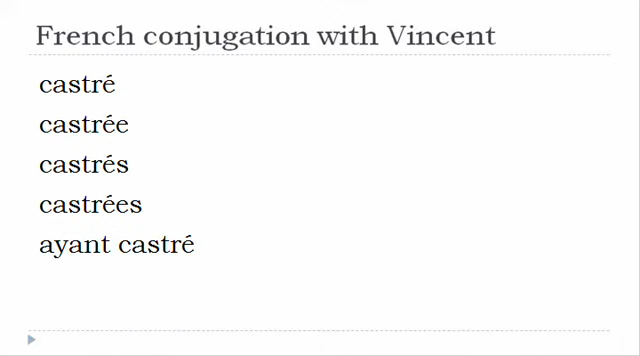 French conjugation with Vincent
castré
castrée
castrés
castrées
ayant castré